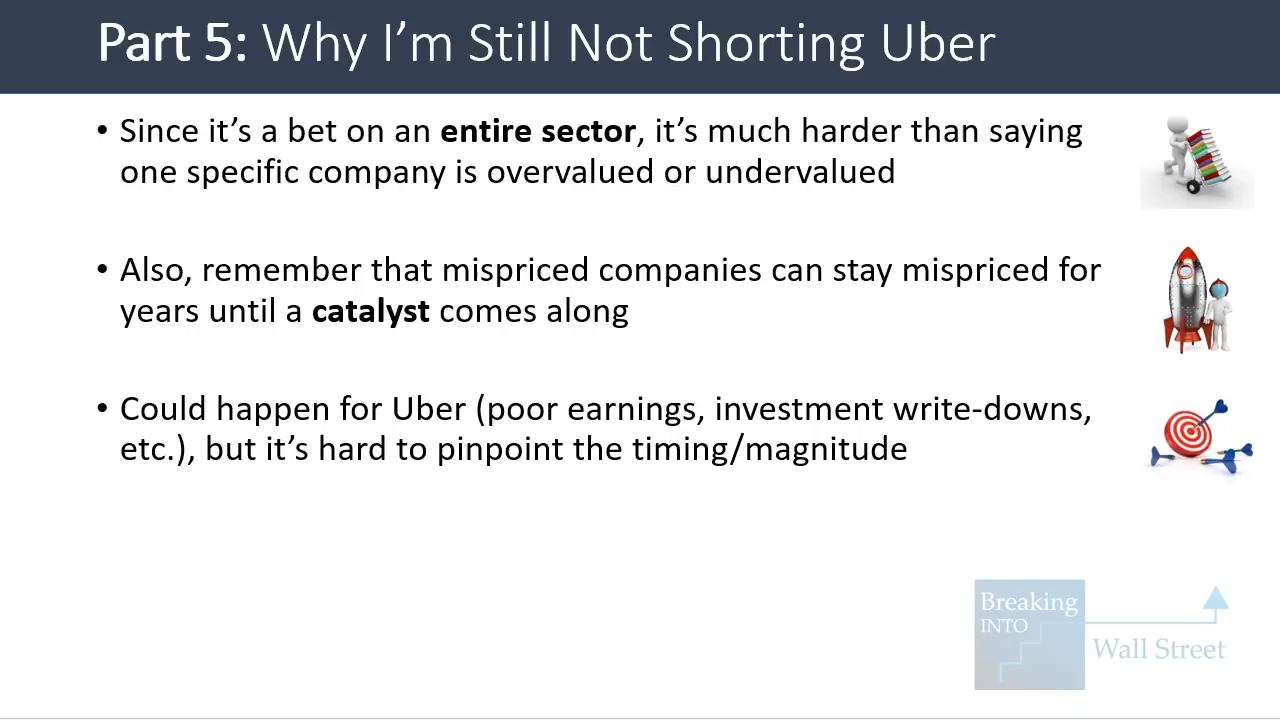 Part 5: Why I’m Still Not Shorting Uber
• Since it’s a bet on an entire sector, it’s much harder than saying
one specific company is overvalued or undervalued
• Also, remember that mispriced companies can stay mispriced for
years until a catalyst comes along
• Could happen for Uber (poor earnings, investment write-downs,
etc.), but it’s hard to pinpoint the timing/magnitude
Breaking
INTO
Wall Street